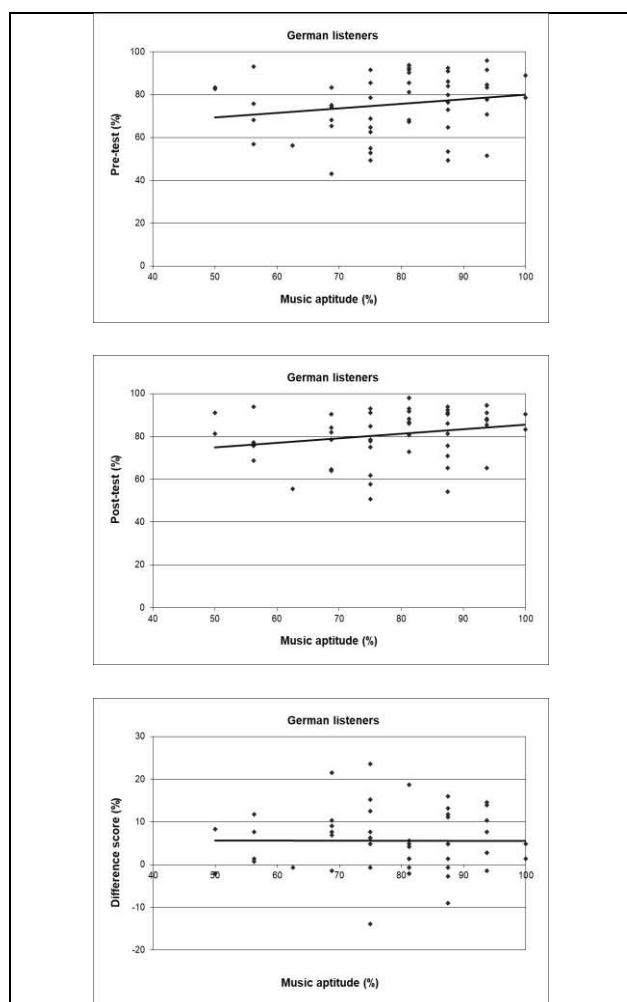 German listeners
100
80
60
40
20
0
Pre-test (%)
40 50 60 70 80 90 100
Music aptitude (%)
German listeners
100
80
60
40
20
0
Post-test (%)
40 50 60 70 80 90 100
Music aptitude (%)
German listeners
30
20
10
0
-10
-20
Difference score (%)
40 50 60 70 80 90 100
Music aptitude (%)